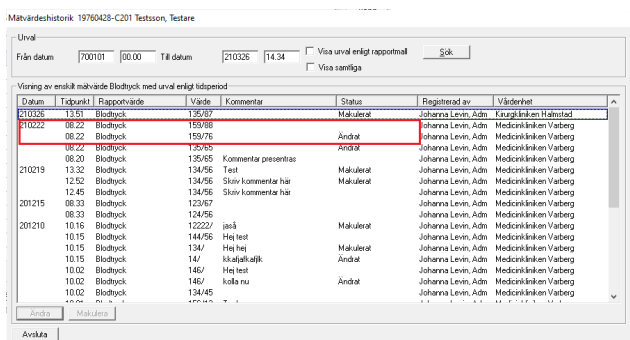 Mätvärdeshistorik 19760428-C201 Testsson, Testare
Urval
Från datum 700101 00.00 Till datum 210326 14.34 Visa urval enligt rapportmall Sök
Visa samtliga
Visning av enskilt mätvärde Blodtryck med urval enligt tidsperiod
Datum Tidpunkt Rapportvärde Värde Kommentar Status Registrerad av Vårdenhet
210326 13.51 Blodtryck 135/87 Makulerat Johanna Levin, Adm Kirurgkliniken Halmstad
210222 08.22 Blodtryck 159/88 Johanna Levin, Adm Medicinkliniken Varberg
08.22 Blodtryck 159/76 Ändrat Johanna Levin, Adm Medicinkliniken Varberg
08.22 Blodtryck 135/65 Ändrat Johanna Levin, Adm Medicinkliniken Varberg
08.20 Blodtryck 135/65 Kommentar presentras Johanna Levin, Adm Medicinkliniken Varberg
210219 13.32 Blodtryck 134/56 Test Makulerat Johanna Levin, Adm Medicinkliniken Varberg
12.52 Blodtryck 134/56 Skriv kommentar här Makulerat Johanna Levin, Adm Medicinkliniken Varberg
12.45 Blodtryck 134/56 Skriv kommentar här Johanna Levin, Adm Medicinkliniken Varberg
201215 08.33 Blodtryck 123/67 Johanna Levin, Adm Medicinkliniken Varberg
08.33 Blodtryck 124/56 Johanna Levin, Adm Medicinkliniken Varberg
201210 10.16 Blodtryck 12222/ jaså Makulerat Johanna Levin, Adm Medicinkliniken Varberg
10.15 Blodtryck 144/56 Hej test Johanna Levin, Adm Medicinkliniken Varberg
10.15 Blodtryck 134/ Hej hej Makulerat Johanna Levin, Adm Medicinkliniken Varberg
10.15 Blodtryck 14/ kkafjafkafjlk Ändrat Johanna Levin, Adm Medicinkliniken Varberg
10.02 Blodtryck 146/ Hej test Johanna Levin, Adm Medicinkliniken Varberg
10.02 Blodtryck 146/ kolla nu Ändrat Johanna Levin, Adm Medicinkliniken Varberg
10.02 Blodtryck 134/45 Johanna Levin, Adm Medicinkliniken Varberg
Ändra Makulera
Avsluta